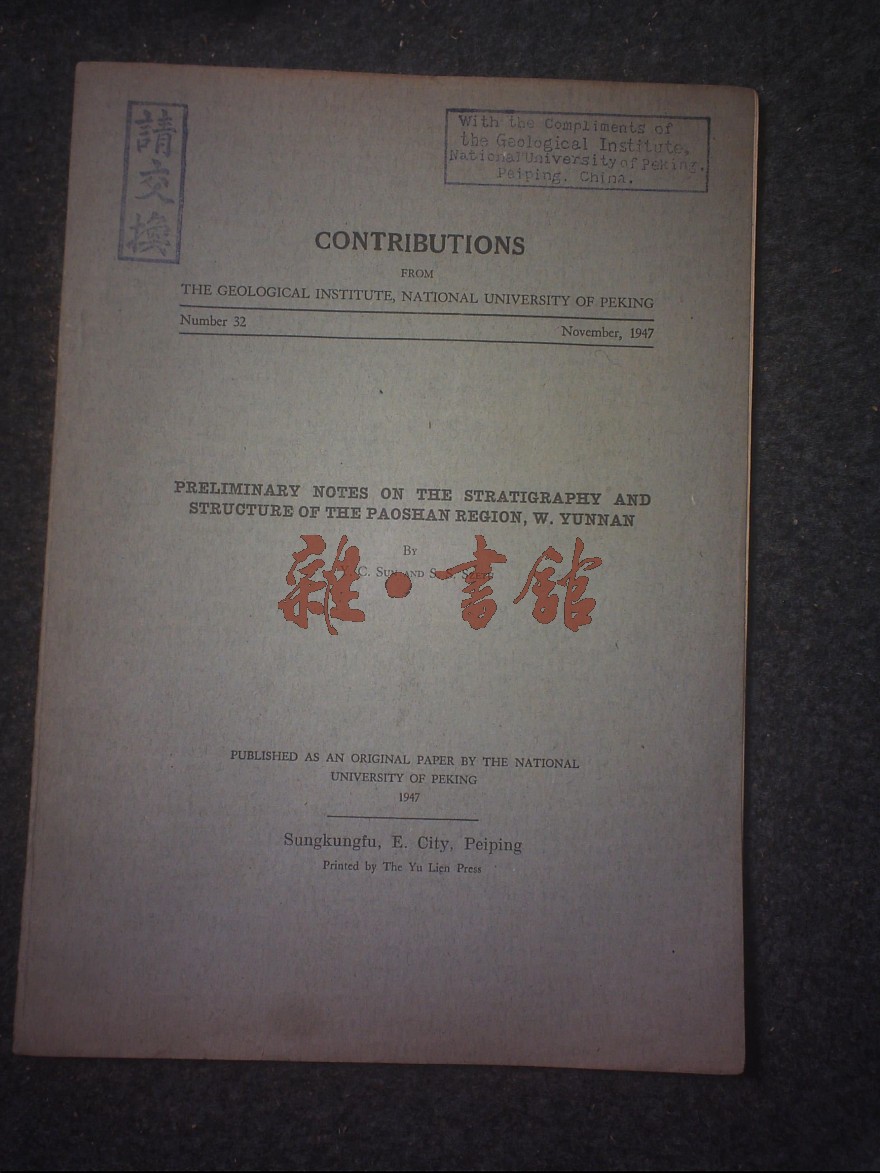 請交換
With the Compliments of
the Geological Institute,
National University of Peking,
Peiping. China.
CONTRIBUTIONS
FROM
THE GEOLOGICAL INSTITUTE, NATIONAL UNIVERSITY OF PEKING
Number 32
November, 1947
PRELIMINARY NOTES ON THE STRATIGRAPHY AND
STRUCTURE OF THE PAOSHAN REGION, W. YUNNAN
BY
C. SUN AND S.
雜•書館
PUBLISHED AS AN ORIGINAL PAPER BY THE NATIONAL
UNIVERSITY OF PEKING
1947
Sungkungfu, E. City, Peiping
Printed by The Yu Lien Press